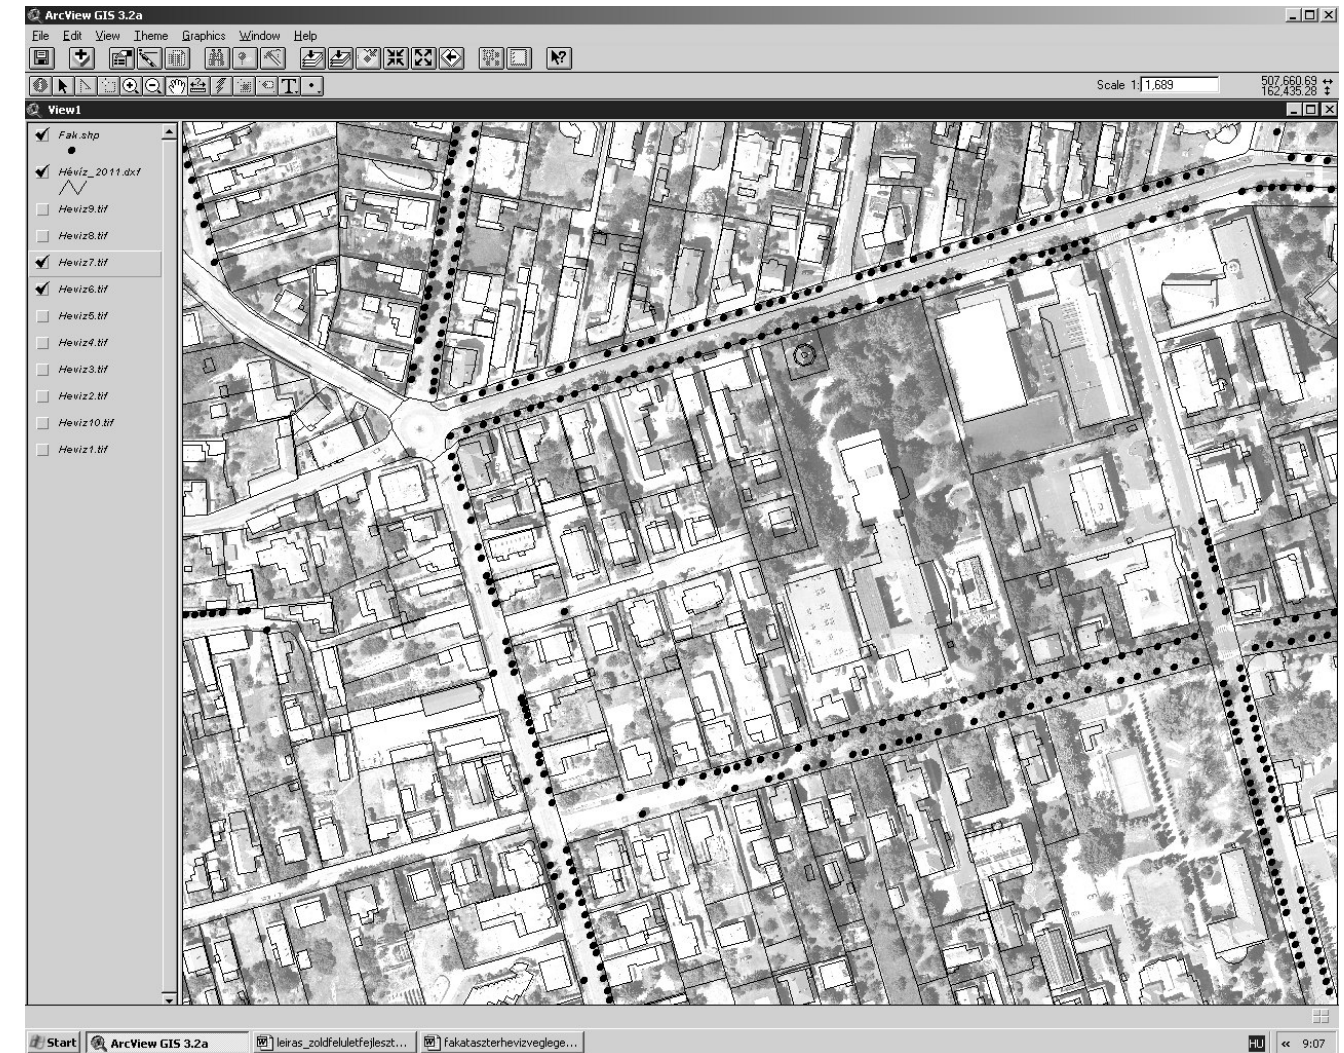 ArcView GIS 3.2a
File Edit View Theme Graphics Window Help
Scale 1: 1,689
507,660.69
162,435.28
View1
Fak.shp
Hévíz_2011.dxf
Heviz9.tif
Heviz8.tif
Heviz7.tif
Heviz6.tif
Heviz5.tif
Heviz4.tif
Heviz3.tif
Heviz2.tif
Heviz10.tif
Heviz1.tif
Start ArcView GIS 3.2a leiras_zoldfeluletfejleszt... fakataszterhevizveglege... HU « 9:07